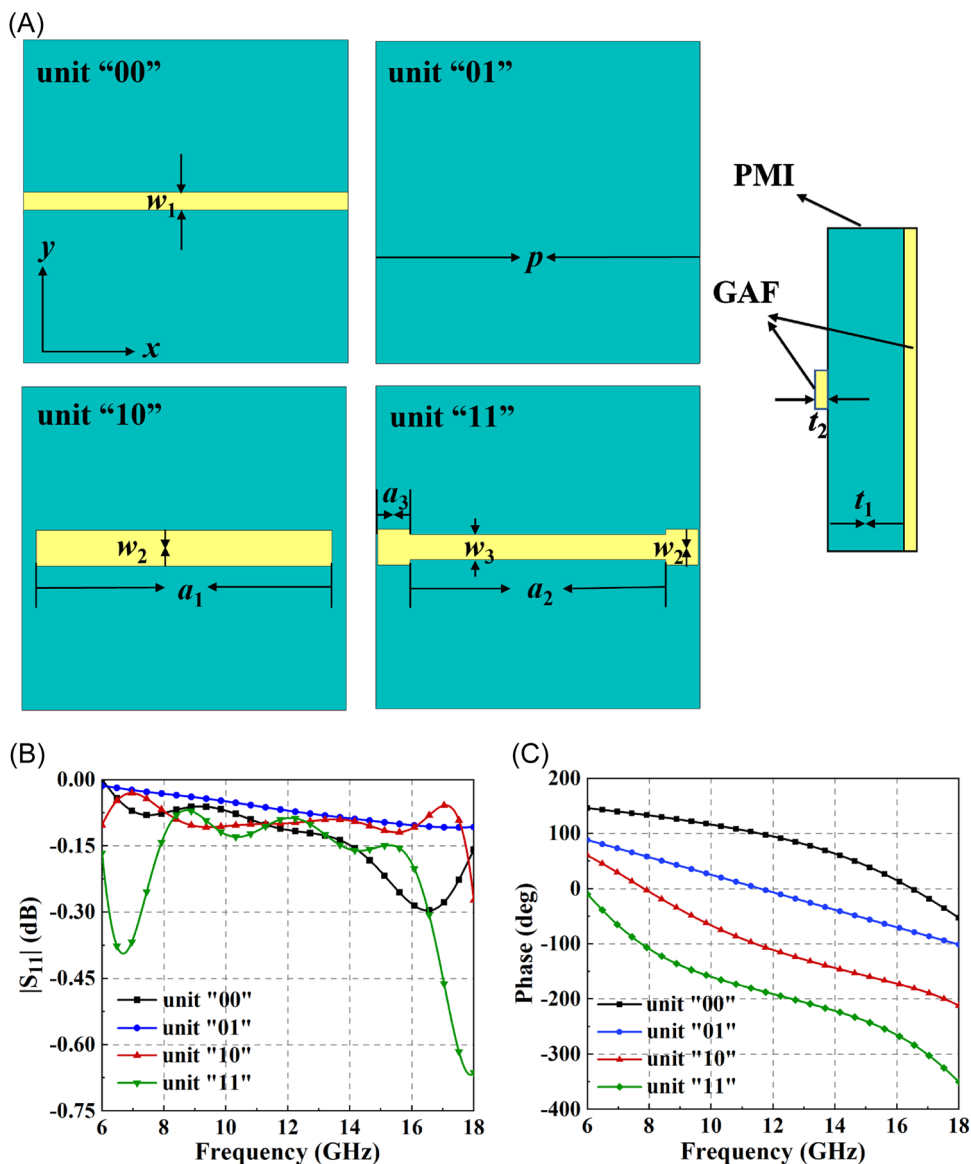 (A)
unit “00”
w1
y
x
unit “01”
p
PMI
GAF
t2
t1
unit “10”
w2
a1
unit “11”
a3
w3
w2
a2
(B)
0.00
-0.15
-0.30
-0.45
-0.60
-0.75
|S11| (dB)
unit "00"
unit "01"
unit "10"
unit "11"
6 8 10 12 14 16 18
Frequency (GHz)
(C)
200
100
0
-100
-200
-300
-400
Phase (deg)
unit "00"
unit "01"
unit "10"
unit "11"
6 8 10 12 14 16 18
Frequency (GHz)